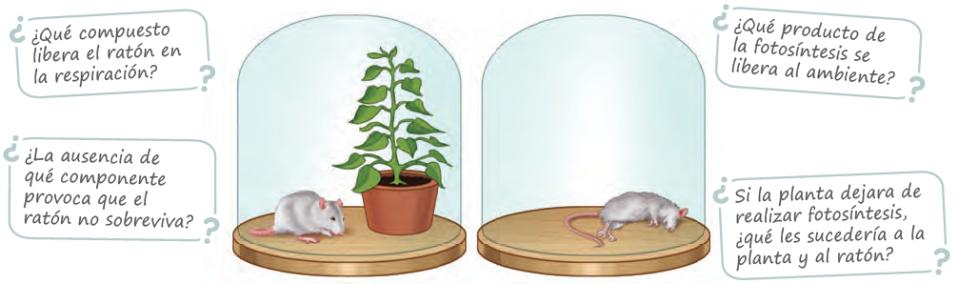 ¿Qué compuesto
libera el ratón en
la respiración?
¿La ausencia de
qué componente
provoca que el
ratón no sobreviva?
¿Qué producto de
la fotosíntesis se
libera al ambiente?
Si la planta dejara de
realizar fotosíntesis,
¿qué les sucedería a la
planta y al ratón?